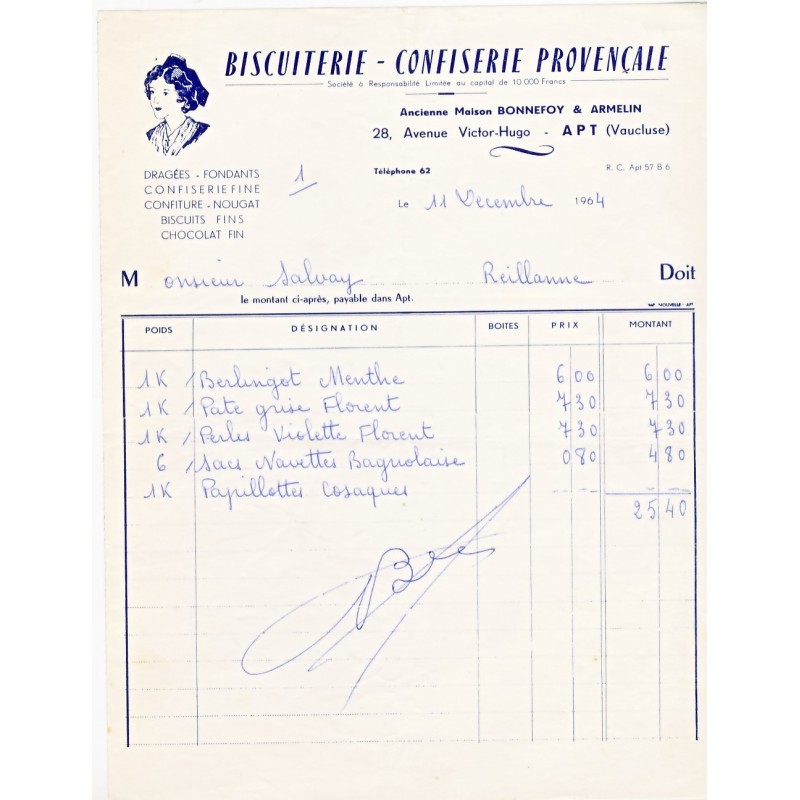 BISCUITERIE - CONFISERIE PROVENÇALE
Société à Responsabilité Limitée au capital de 10 000 Francs
Ancienne Maison BONNEFOY & ARMELIN
28, Avenue Victor-Hugo - APT (Vaucluse)
Téléphone 62 R. C. Apt 57 B 6
DRAGÉES - FONDANTS
CONFISERIE FINE
CONFITURE - NOUGAT
BISCUITS FINS
CHOCOLAT FIN
1
Le 11 Décembre 1964
Monsieur Salvay Reillanne Doit
le montant ci-après, payable dans Apt.
NOUVELLE - APT
POIDS DÉSIGNATION BOITES PRIX MONTANT
1K Berlingot Menthe 6 00 6 00
1K Pate grise Florent 7 30 7 30
1K Perles Violette Florent 7 30 7 30
6 Sacs Navettes Bagnolaise 0 80 4 80
1K Papillottes Cosaques - - - - -
25 40